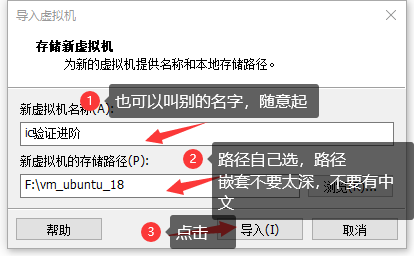 导入虚拟机
存储新虚拟机
为新的虚拟机提供名称和本地存储路径。
1 也可以叫别的名字，随意起
新虚拟机名称(A):
ic验证进阶
新虚拟机的存储路径(P):
2 路径自己选，路径
嵌套不要太深，不要有中
文
F:\vm_ubuntu_18
浏览(R)...
3 点击
帮助
导入(I)
取消